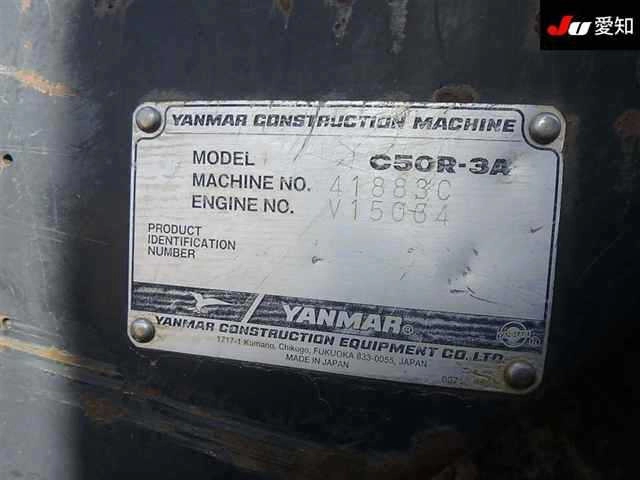 JU 愛知
YANMAR CONSTRUCTION MACHINE
MODEL C50R-3A
MACHINE NO. 41883C
ENGINE NO. V15064
PRODUCT
IDENTIFICATION
NUMBER
YANMAR®
YANMAR CONSTRUCTION EQUIPMENT CO., LTD.
1717-1 Kumano, Chikugo, FUKUOKA 833-0055, JAPAN
MADE IN JAPAN